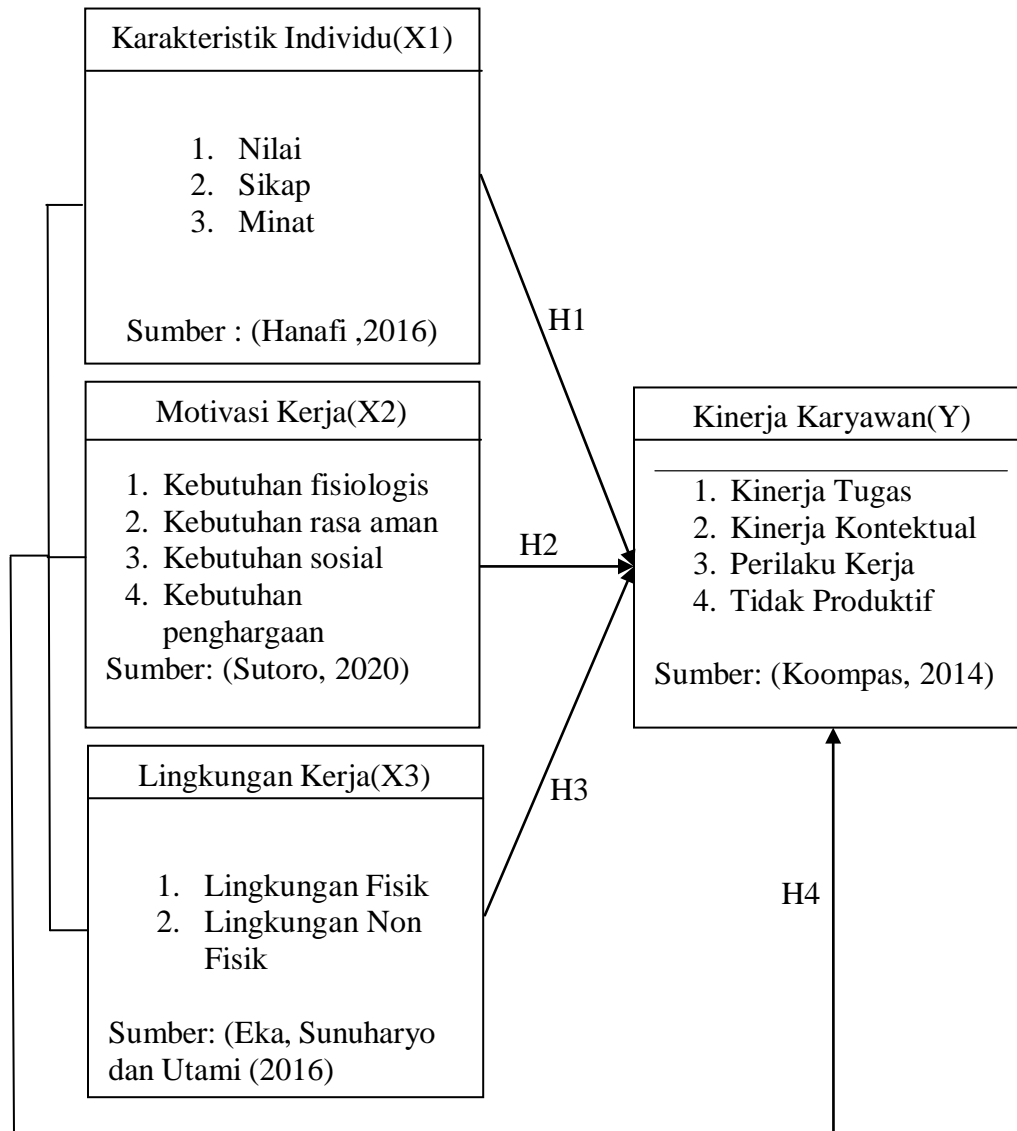 Karakteristik Individu(X1)
1. Nilai
2. Sikap
3. Minat
Sumber : (Hanafi ,2016)
H1
Motivasi Kerja(X2)
1. Kebutuhan fisiologis
2. Kebutuhan rasa aman
3. Kebutuhan sosial
4. Kebutuhan
penghargaan
Sumber: (Sutoro, 2020)
H2
Kinerja Karyawan(Y)
1. Kinerja Tugas
2. Kinerja Kontektual
3. Perilaku Kerja
4. Tidak Produktif
Sumber: (Koompas, 2014)
Lingkungan Kerja(X3)
1. Lingkungan Fisik
2. Lingkungan Non
Fisik
Sumber: (Eka, Sunuharyo
dan Utami (2016)
H3
H4